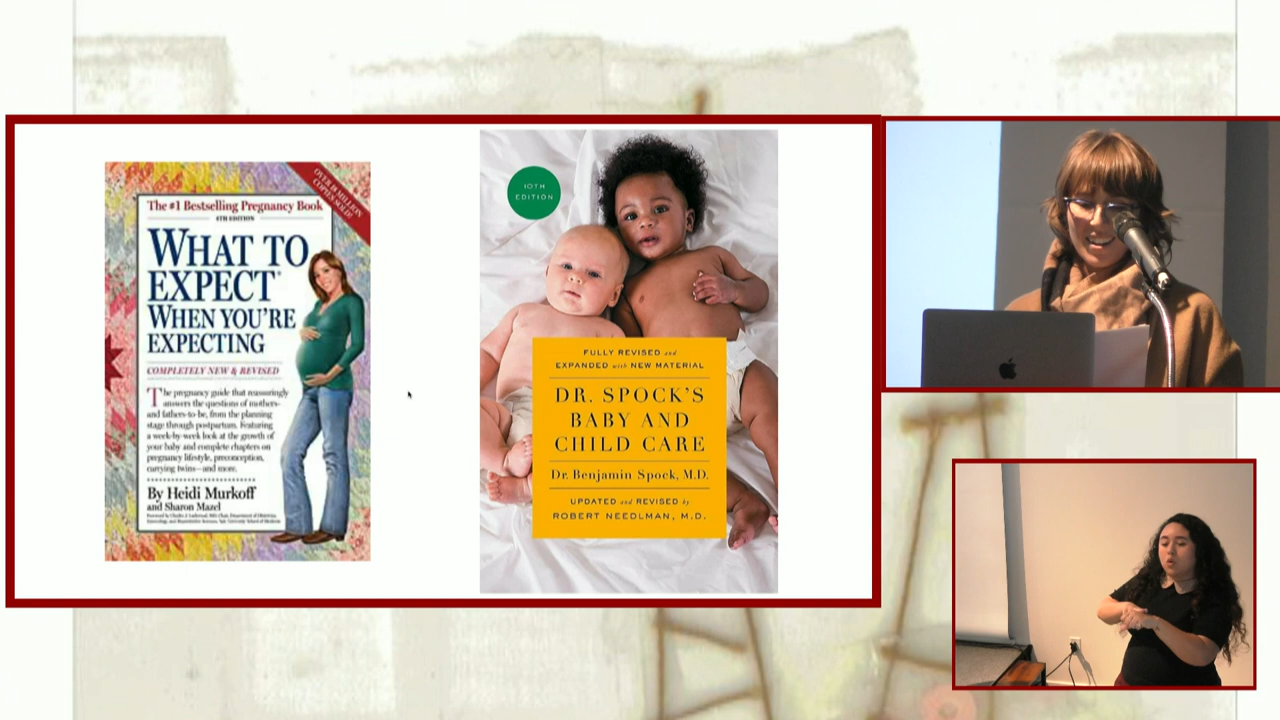 OVER 18 MILLION
COPIES SOLD!
The #1 Bestselling Pregnancy Book
4TH EDITION
WHAT TO
EXPECT®
WHEN YOU'RE
EXPECTING
COMPLETELY NEW & REVISED
The pregnancy guide that reassuringly
answers the questions of mothers-
and fathers-to-be, from the planning
stage through postpartum. Featuring
a week-by-week look at the growth of
your baby and complete chapters on
pregnancy lifestyle, preconception,
carrying twins—and more.
By Heidi Murkoff
and Sharon Mazel
10TH
EDITION
FULLY REVISED and
EXPANDED with NEW MATERIAL
DR. SPOCK'S
BABY AND
CHILD CARE
Dr. Benjamin Spock, M.D.
UPDATED and REVISED by
ROBERT NEEDLMAN, M.D.